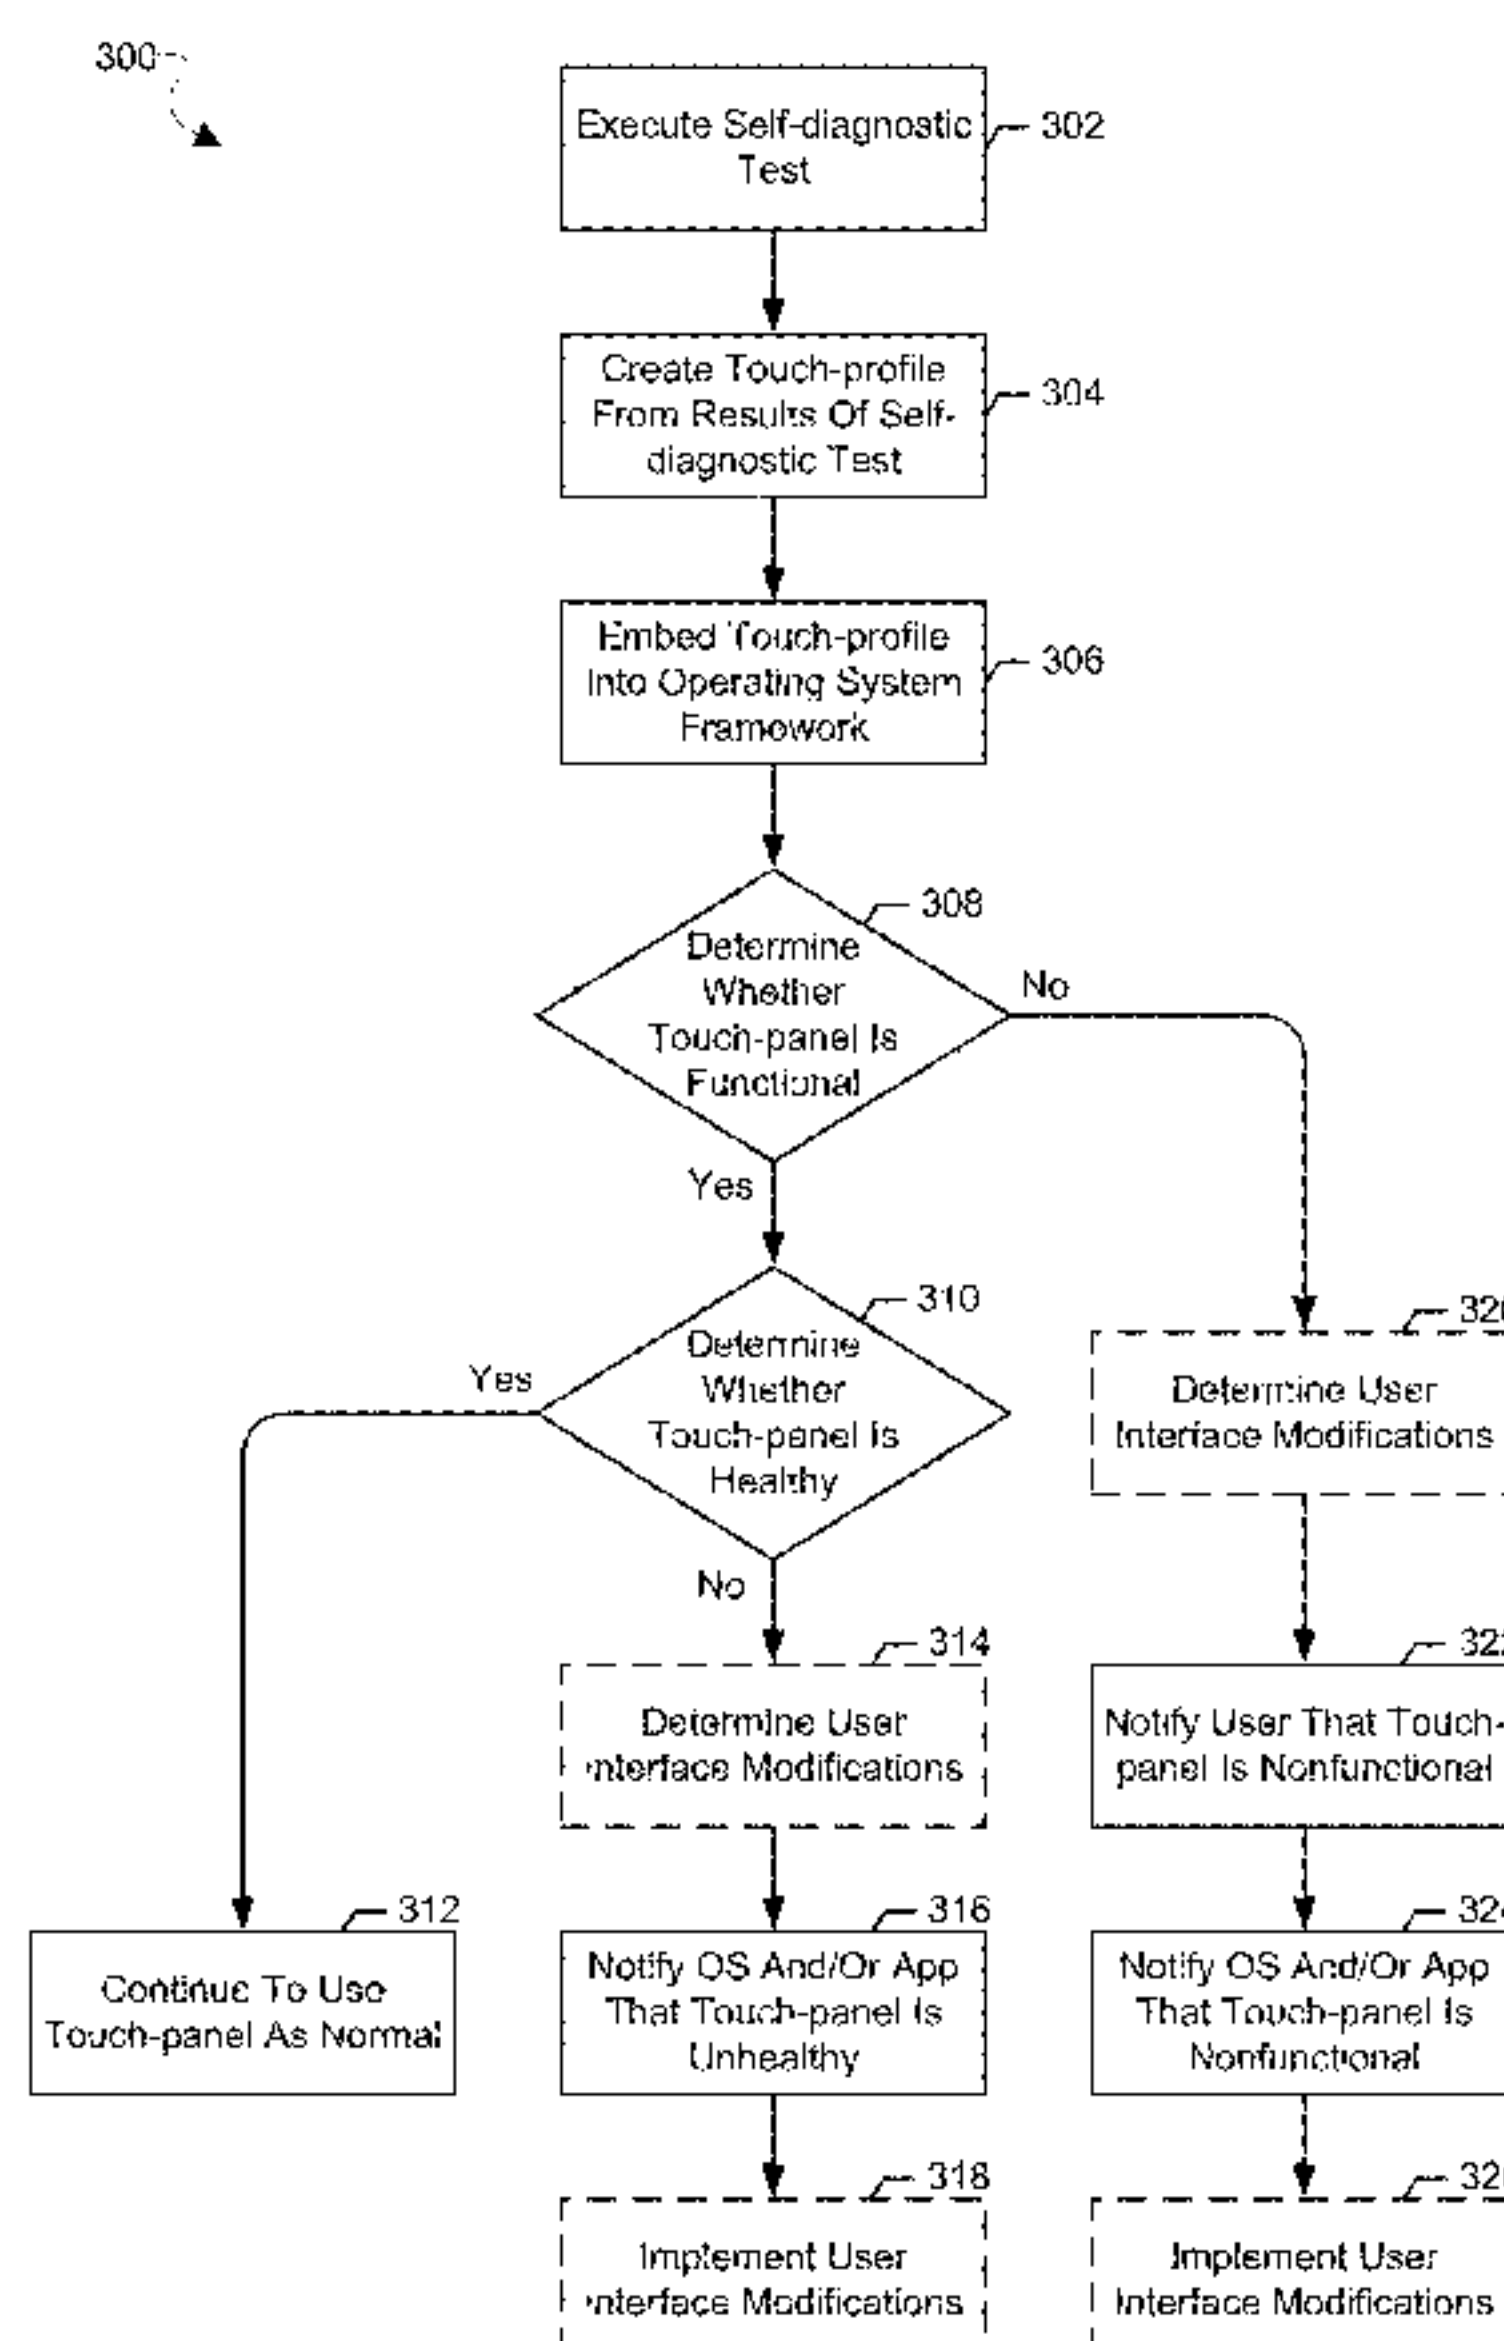 300
Execute Self-diagnostic
Test
302
Create Touch-profile
From Results Of Self-
diagnostic Test
304
Embed Touch-profile
Into Operating System
Framework
306
308
Determine
Whether
Touch-panel Is
Functional
No
Yes
310
Determine
Whether
Touch-panel Is
Healthy
Yes
No
Determine User
Interface Modifications
314
Determine User
Interface Modifications
Notify User That Touch-
panel Is Nonfunctional
312
Continue To Use
Touch-panel As Normal
316
Notify OS And/Or App
That Touch-panel Is
Unhealthy
Notify OS And/Or App
That Touch-panel Is
Nonfunctional
318
Implement User
Interface Modifications
Implement User
Interface Modifications